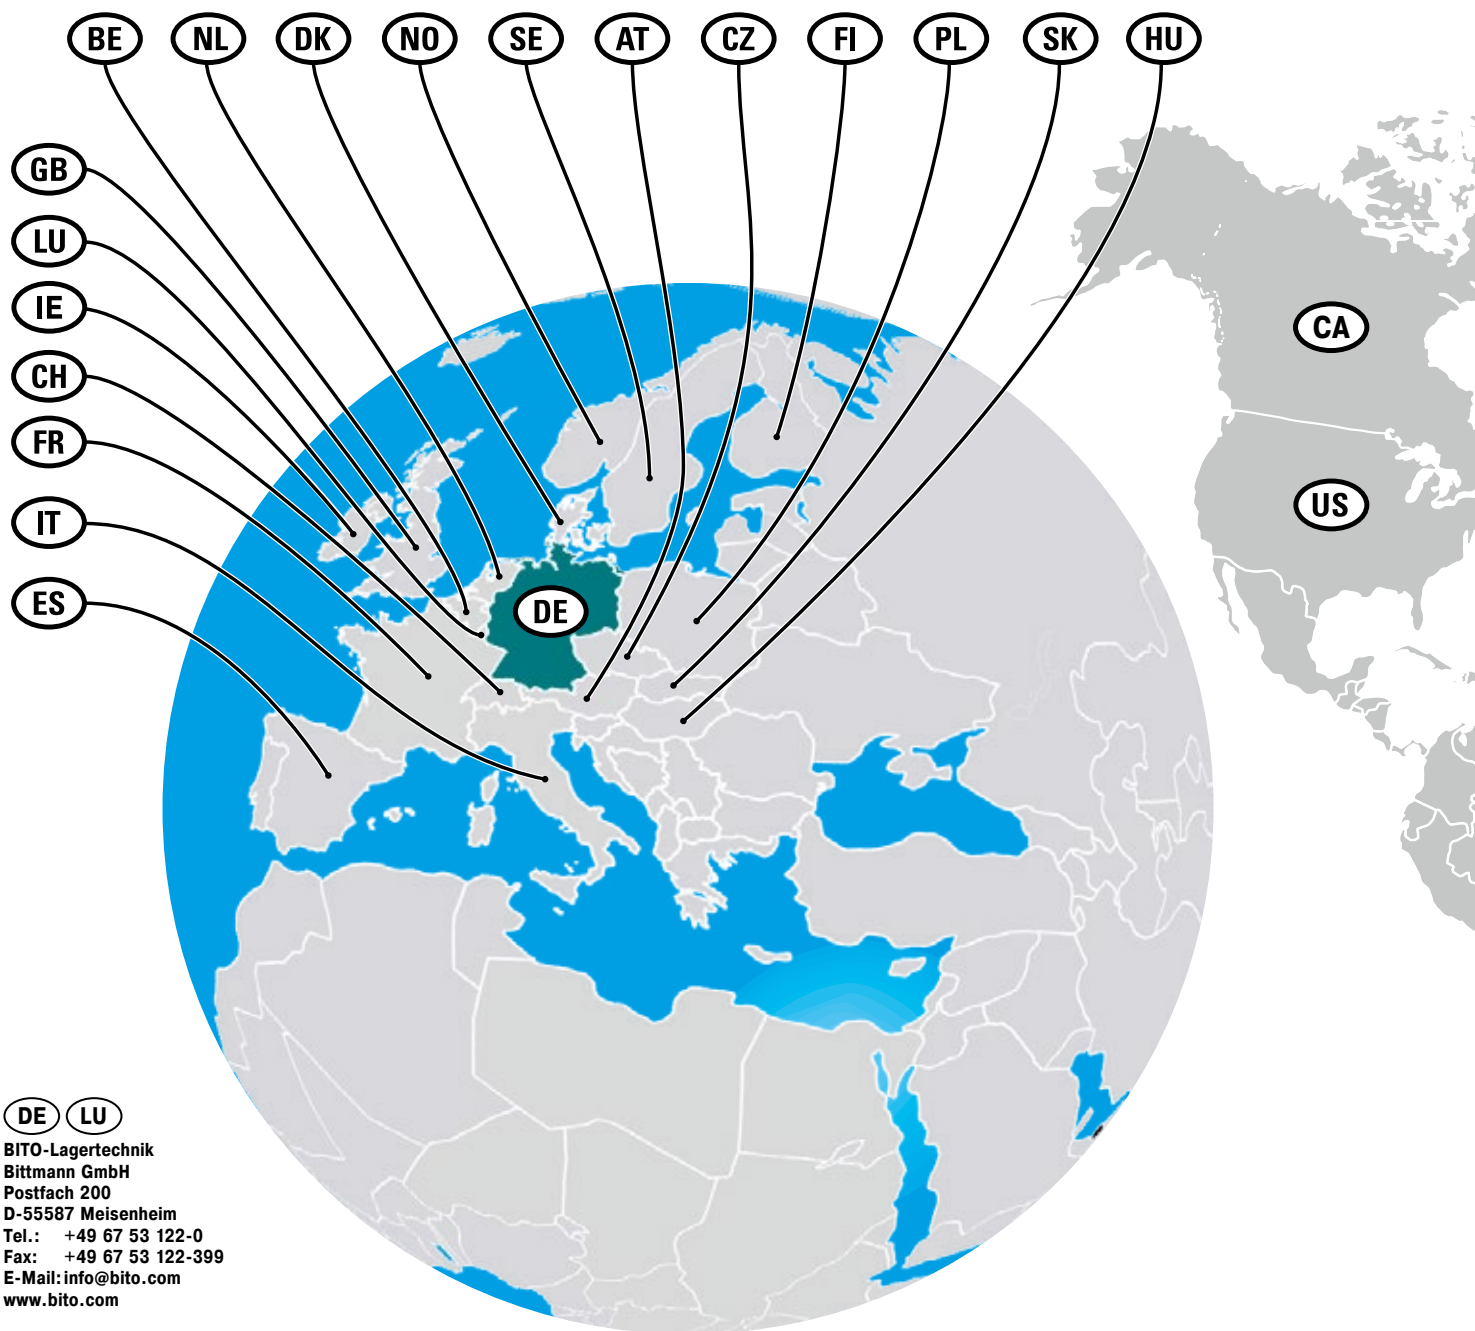 BE NL DK NO SE AT CZ FI PL SK HU
GB
LU
IE
CH
FR
IT
ES
CA
US
DE
DE LU
BITO-Lagertechnik
Bittmann GmbH
Postfach 200
D-55587 Meisenheim
Tel.: +49 67 53 122-0
Fax: +49 67 53 122-399
E-Mail: info@bito.com
www.bito.com